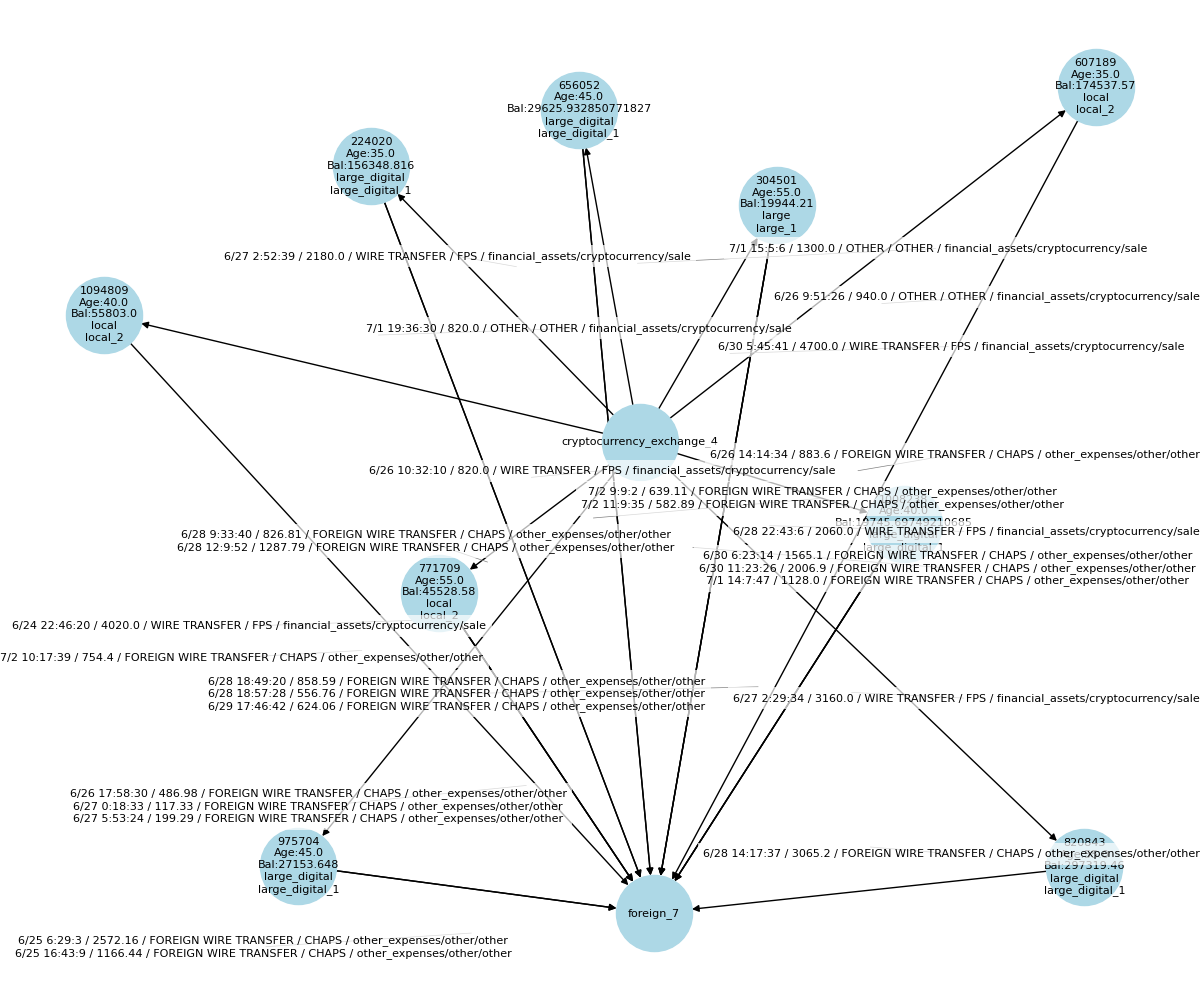 607189
Age:35.0
Bal:174537.57
local
local_2
656052
Age:45.0
Bal:29625.932850771827
large_digital
large_digital_1
224020
Age:35.0
Bal:156348.816
large_digital
large_digital_1
304501
Age:55.0
Bal:19944.21
large
large_1
7/1 15:5:6 / 1300.0 / OTHER / OTHER / financial_assets/cryptocurrency/sale
6/27 2:52:39 / 2180.0 / WIRE TRANSFER / FPS / financial_assets/cryptocurrency/sale
1094809
Age:40.0
Bal:55803.0
local
local_2
6/26 9:51:26 / 940.0 / OTHER / OTHER / financial_assets/cryptocurrency/sale
7/1 19:36:30 / 820.0 / OTHER / OTHER / financial_assets/cryptocurrency/sale
6/30 5:45:41 / 4700.0 / WIRE TRANSFER / FPS / financial_assets/cryptocurrency/sale
cryptocurrency_exchange_4
6/26 14:14:34 / 883.6 / FOREIGN WIRE TRANSFER / CHAPS / other_expenses/other/other
6/26 10:32:10 / 820.0 / WIRE TRANSFER / FPS / financial_assets/cryptocurrency/sale
7/2 9:9:2 / 639.11 / FOREIGN WIRE TRANSFER / CHAPS / other_expenses/other/other
7/2 11:9:35 / 582.89 / FOREIGN WIRE TRANSFER / CHAPS / other_expenses/other/other
Age:40.0
large_digital
large_digital_1
6/28 22:43:6 / 2060.0 / WIRE TRANSFER / FPS / financial_assets/cryptocurrency/sale
6/28 9:33:40 / 826.81 / FOREIGN WIRE TRANSFER / CHAPS / other_expenses/other/other
6/28 12:9:52 / 1287.79 / FOREIGN WIRE TRANSFER / CHAPS / other_expenses/other/other
6/30 6:23:14 / 1565.1 / FOREIGN WIRE TRANSFER / CHAPS / other_expenses/other/other
6/30 11:23:26 / 2006.9 / FOREIGN WIRE TRANSFER / CHAPS / other_expenses/other/other
7/1 14:7:47 / 1128.0 / FOREIGN WIRE TRANSFER / CHAPS / other_expenses/other/other
771709
Age:55.0
Bal:45528.58
local
local_2
6/24 22:46:20 / 4020.0 / WIRE TRANSFER / FPS / financial_assets/cryptocurrency/sale
7/2 10:17:39 / 754.4 / FOREIGN WIRE TRANSFER / CHAPS / other_expenses/other/other
6/28 18:49:20 / 858.59 / FOREIGN WIRE TRANSFER / CHAPS / other_expenses/other/other
6/28 18:57:28 / 556.76 / FOREIGN WIRE TRANSFER / CHAPS / other_expenses/other/other
6/29 17:46:42 / 624.06 / FOREIGN WIRE TRANSFER / CHAPS / other_expenses/other/other
6/27 2:29:34 / 3160.0 / WIRE TRANSFER / FPS / financial_assets/cryptocurrency/sale
6/26 17:58:30 / 486.98 / FOREIGN WIRE TRANSFER / CHAPS / other_expenses/other/other
6/27 0:18:33 / 117.33 / FOREIGN WIRE TRANSFER / CHAPS / other_expenses/other/other
6/27 5:53:24 / 199.29 / FOREIGN WIRE TRANSFER / CHAPS / other_expenses/other/other
975704
Age:45.0
Bal:27153.648
large_digital
large_digital_1
820843
6/28 14:17:37 / 3065.2 / FOREIGN WIRE TRANSFER / CHAPS / other_expenses/other/other
Bal:297319.46
large_digital
large_digital_1
foreign_7
6/25 6:29:3 / 2572.16 / FOREIGN WIRE TRANSFER / CHAPS / other_expenses/other/other
6/25 16:43:9 / 1166.44 / FOREIGN WIRE TRANSFER / CHAPS / other_expenses/other/other